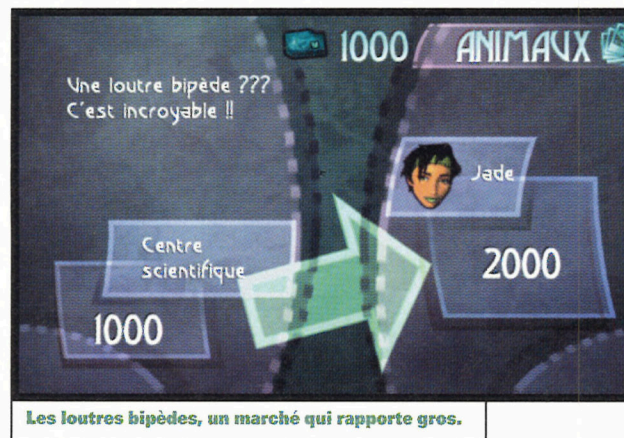 1000 ANIMAUX
Une loutre bipède ???
C'est incroyable !!
Jade
Centre
scientifique
2000
1000
Les loutres bipèdes, un marché qui rapporte gros.